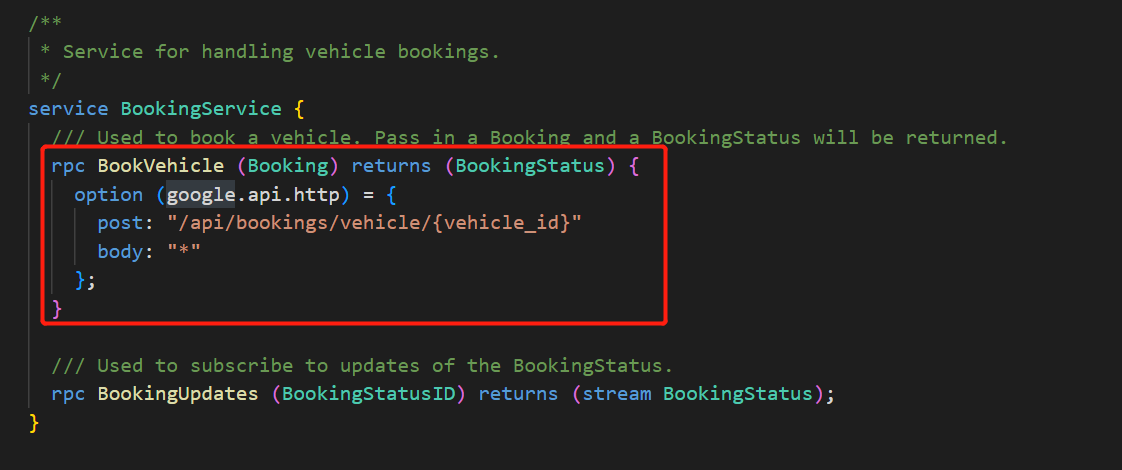 /**
 * Service for handling vehicle bookings.
 */
service BookingService {
  /// Used to book a vehicle. Pass in a Booking and a BookingStatus will be returned.
  rpc BookVehicle (Booking) returns (BookingStatus) {
    option (google.api.http) = {
      post: "/api/bookings/vehicle/{vehicle_id}"
      body: "*"
    };
  }
  /// Used to subscribe to updates of the BookingStatus.
  rpc BookingUpdates (BookingStatusID) returns (stream BookingStatus);
}